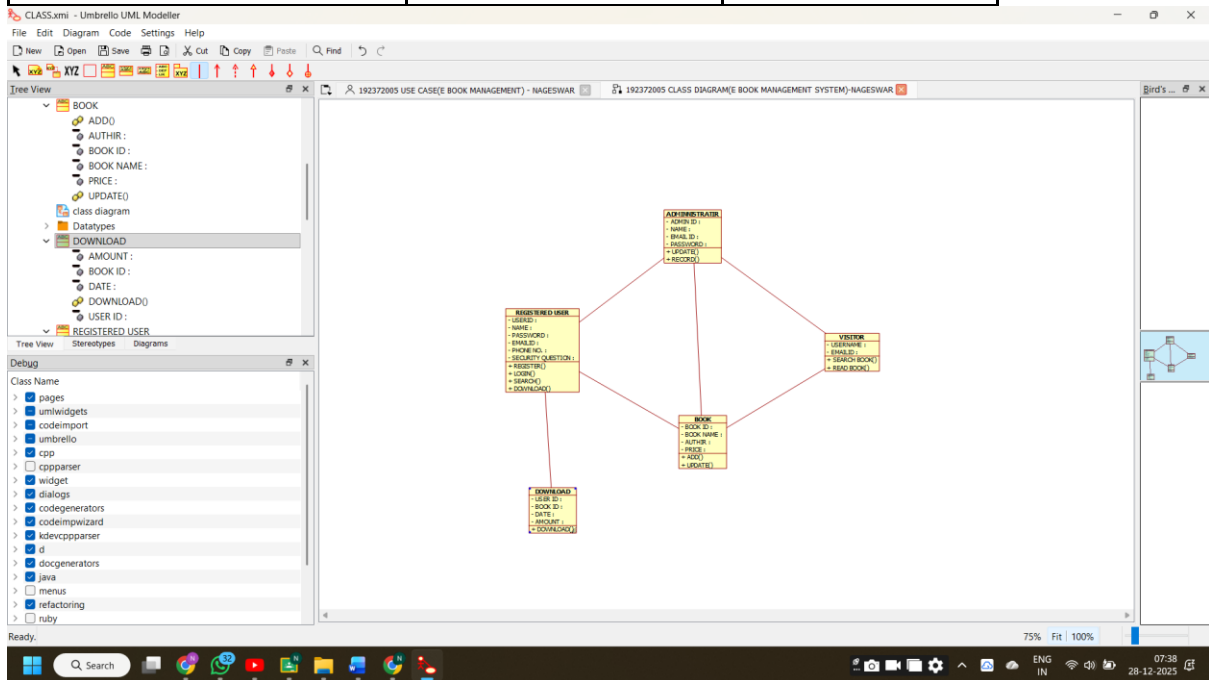 CLASS.xmi - Umbrello UML Modeller
File Edit Diagram Code Settings Help
New Open Save Cut Copy Paste Find
XYZ
Tree View
192372005 USE CASE(E BOOK MANAGEMENT) - NAGESWAR
192372005 CLASS DIAGRAM(E BOOK MANAGEMENT SYSTEM)-NAGESWAR
Bird's ...
BOOK
ADD()
AUTHIR :
BOOK ID :
BOOK NAME :
PRICE :
UPDATE()
class diagram
Datatypes
DOWNLOAD
AMOUNT :
BOOK ID :
DATE :
DOWNLOAD()
USER ID :
REGISTERED USER
Tree View Stereotypes Diagrams
Debug
Class Name
pages
umlwidgets
codeimport
umbrello
cpp
cppparser
widget
dialogs
codegenerators
codeimpwizard
kdevcppparser
d
docgenerators
java
menus
refactoring
ruby
ADMINISTRATIR
- ADMIN ID :
- NAME :
- EMAIL ID :
- PASSWORD :
+ UPDATE()
+ RECORD()
REGISTERED USER
- USERID :
- NAME :
- PASSWORD :
- EMAILID :
- PHONE NO. :
- SECURITY QUESTION :
+ REGISTER()
+ LOGIN()
+ SEARCH()
+ DOWNLOAD()
VISITOR
- USERNAME :
- EMAILID :
+ SEARCH BOOK()
+ READ BOOK()
BOOK
- BOOK ID :
- BOOK NAME :
- AUTHIR :
- PRICE :
+ ADD()
+ UPDATE()
DOWNLOAD
- USER ID :
- BOOK ID :
- DATE :
- AMOUNT :
+ DOWNLOAD()
Ready.
75% Fit 100%
Search
32
ENG
IN
07:38
28-12-2025